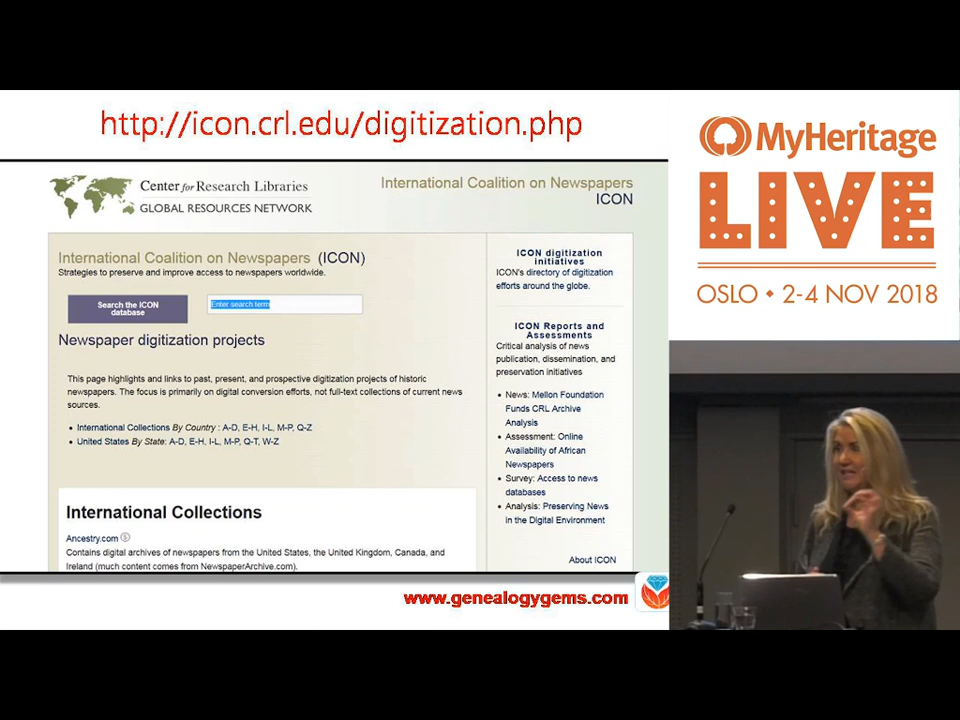 http://icon.crl.edu/digitization.php
Center for Research Libraries
GLOBAL RESOURCES NETWORK
International Coalition on Newspapers
ICON
International Coalition on Newspapers (ICON)
Strategies to preserve and improve access to newspapers worldwide.
Search the ICON
database
Enter search term
Newspaper digitization projects
This page highlights and links to past, present, and prospective digitization projects of historic
newspapers. The focus is primarily on digital conversion efforts, not full-text collections of current news
sources.
• International Collections By Country : A-D, E-H, I-L, M-P, Q-Z
• United States By State: A-D, E-H, I-L, M-P, Q-T, W-Z
International Collections
Ancestry.com
Contains digital archives of newspapers from the United States, the United Kingdom, Canada, and
Ireland (much content comes from NewspaperArchive.com).
ICON digitization
initiatives
ICON's directory of digitization
efforts around the globe.
ICON Reports and
Assessments
Critical analysis of news
publication, dissemination, and
preservation initiatives
• News: Mellon Foundation
Funds CRL Archive
Analysis
• Assessment: Online
Availability of African
Newspapers
• Survey: Access to news
databases
• Analysis: Preserving News
in the Digital Environment
About ICON
www.genealogygems.com
MyHeritage
LIVE
OSLO • 2-4 NOV 2018